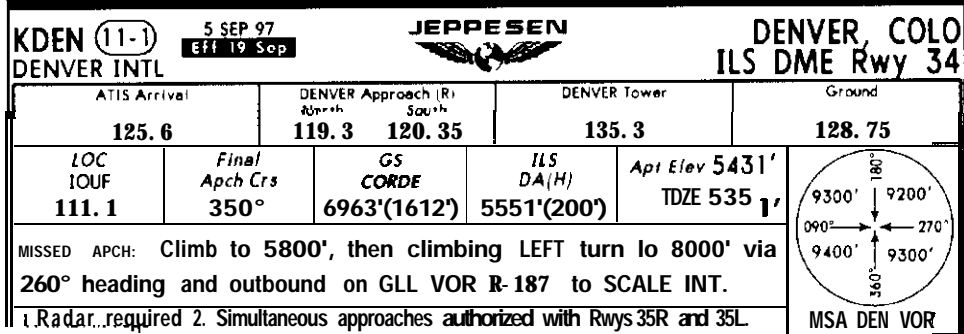 KDEN 11-1 5 SEP 97 JEPPESEN DENVER, COLO
Eff 19 Sep
DENVER INTL ILS DME Rwy 34
ATIS Arrival DENVER Approach (R) DENVER Tower Ground
North South
125.6 119.3 120.35 135.3 128.75
LOC Final GS ILS Apt Elev 5431'
IOUF Apch Crs CORDE DA(H) TDZE 5351'
111.1 350° 6963'(1612') 5551'(200')
180°
9300' 9200'
090° 270°
9400' 9300'
360°
MISSED APCH: Climb to 5800', then climbing LEFT turn lo 8000' via
260° heading and outbound on GLL VOR R-187 to SCALE INT.
1. Radar required 2. Simultaneous approaches authorized with Rwys 35R and 35L.
MSA DEN VOR